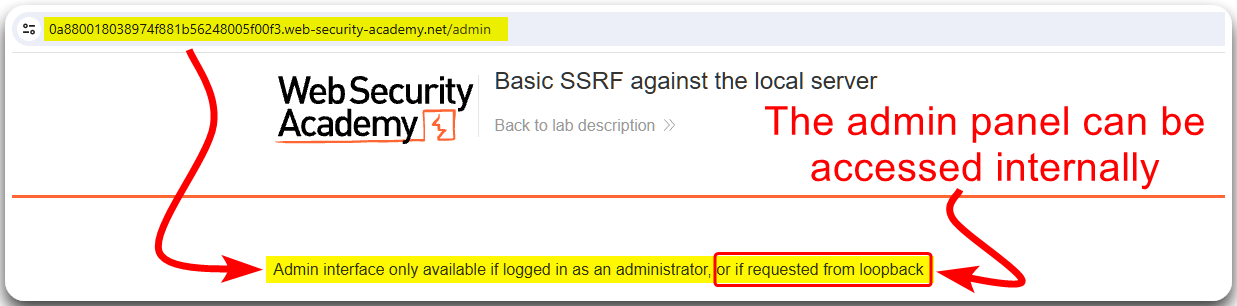 0a880018038974f881b56248005f00f3.web-security-academy.net/admin
Web Security
Academy
Basic SSRF against the local server
Back to lab description
The admin panel can be
accessed internally
Admin interface only available if logged in as an administrator, or if requested from loopback